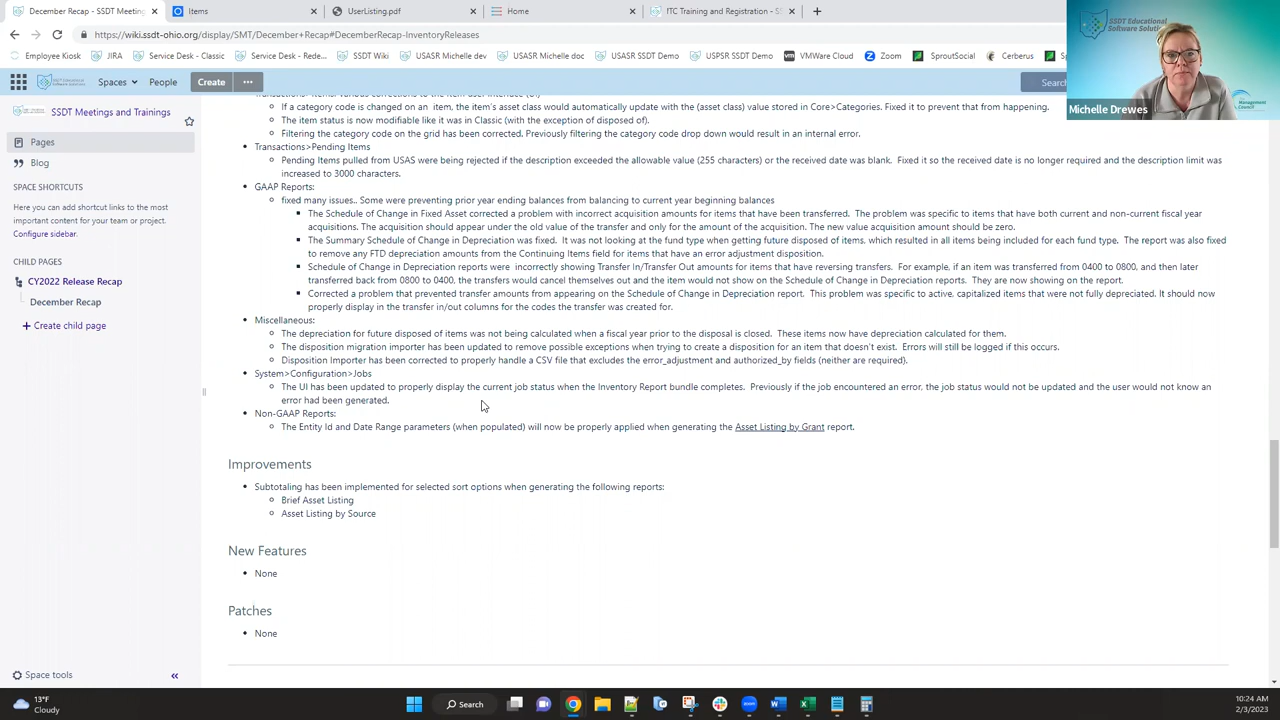 December Recap - SSDT Meeting
Items
UserListing.pdf
Home
ITC Training and Registration - SS
https://wiki.ssdt-ohio.org/display/SMT/December+Recap#DecemberRecap-InventoryReleases
Employee Kiosk
JIRA
Service Desk - Classic...
Service Desk - Rede...
SSDT Wiki
USASR Michelle dev
USASR Michelle doc
USASR SSDT Demo
USPSR SSDT Demo
VMWare Cloud
Zoom
SproutSocial
Cerberus
SSDT Educational
Software Solutions
Management
Council
Michelle Drewes
Spaces
People
Create
Search
SSDT Meetings and Trainings
Pages
Blog
SPACE SHORTCUTS
Here you can add shortcut links to the most
important content for your team or project.
Configure sidebar.
CHILD PAGES
CY2022 Release Recap
December Recap
+ Create child page
Space tools
If a category code is changed on an item, the item's asset class would automatically update with the (asset class) value stored in Core>Categories. Fixed it to prevent that from happening.
The item status is now modifiable like it was in Classic (with the exception of disposed of).
Filtering the category code on the grid has been corrected. Previously filtering the category code drop down would result in an internal error.
Transactions>Pending Items
Pending Items pulled from USAS were being rejected if the description exceeded the allowable value (255 characters) or the received date was blank. Fixed it so the received date is no longer required and the description limit was
increased to 3000 characters.
GAAP Reports:
fixed many issues.. Some were preventing prior year ending balances from balancing to current year beginning balances
The Schedule of Change in Fixed Asset corrected a problem with incorrect acquisition amounts for items that have been transferred. The problem was specific to items that have both current and non-current fiscal year
acquisitions. The acquisition should appear under the old value of the transfer and only for the amount of the acquisition. The new value acquisition amount should be zero.
The Summary Schedule of Change in Depreciation was fixed. It was not looking at the fund type when getting future disposed of items, which resulted in all items being included for each fund type. The report was also fixed
to remove any FTD depreciation amounts from the Continuing Items field for items that have an error adjustment disposition.
Schedule of Change in Depreciation reports were incorrectly showing Transfer In/Transfer Out amounts for items that have reversing transfers. For example, if an item was transferred from 0400 to 0800, and then later
transferred back from 0800 to 0400, the transfers would cancel themselves out and the item would not show on the Schedule of Change in Depreciation reports. They are now showing on the report.
Corrected a problem that prevented transfer amounts from appearing on the Schedule of Change in Depreciation report. This problem was specific to active, capitalized items that were not fully depreciated. It should now
properly display in the transfer in/out columns for the codes the transfer was created for.
Miscellaneous:
The depreciation for future disposed of items was not being calculated when a fiscal year prior to the disposal is closed. These items now have depreciation calculated for them.
The disposition migration importer has been updated to remove possible exceptions when trying to create a disposition for an item that doesn't exist. Errors will still be logged if this occurs.
Disposition Importer has been corrected to properly handle a CSV file that excludes the error_adjustment and authorized_by fields (neither are required).
System>Configuration>Jobs
The UI has been updated to properly display the current job status when the Inventory Report bundle completes. Previously if the job encountered an error, the job status would not be updated and the user would not know an
error had been generated.
Non-GAAP Reports:
The Entity Id and Date Range parameters (when populated) will now be properly applied when generating the Asset Listing by Grant report.
Improvements
Subtotaling has been implemented for selected sort options when generating the following reports:
Brief Asset Listing
Asset Listing by Source
New Features
None
Patches
None
13°F
Cloudy
Search
10:24 AM
2/3/2023